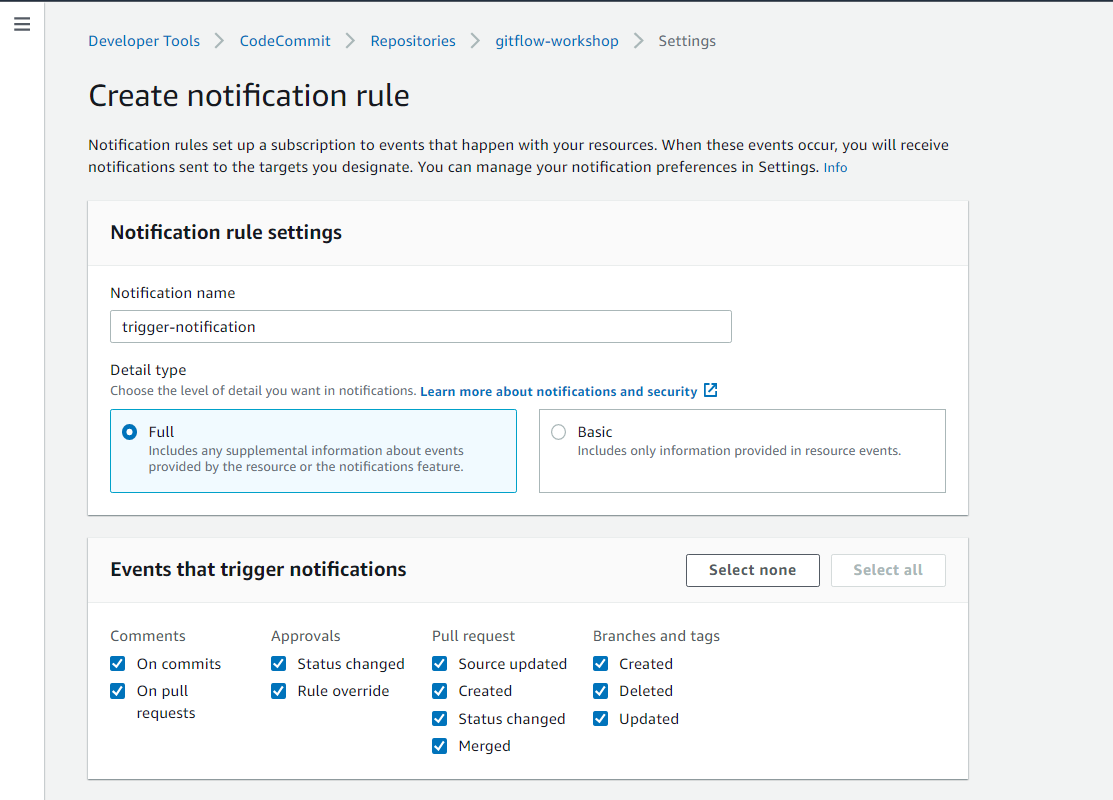 Developer Tools > CodeCommit > Repositories > gitflow-workshop > Settings
Create notification rule
Notification rules set up a subscription to events that happen with your resources. When these events occur, you will receive
notifications sent to the targets you designate. You can manage your notification preferences in Settings. Info
Notification rule settings
Notification name
trigger-notification
Detail type
Choose the level of detail you want in notifications. Learn more about notifications and security
Full
Includes any supplemental information about events
provided by the resource or the notifications feature.
Basic
Includes only information provided in resource events.
Events that trigger notifications
Select none
Select all
Comments
On commits
On pull
requests
Approvals
Status changed
Rule override
Pull request
Source updated
Created
Status changed
Merged
Branches and tags
Created
Deleted
Updated